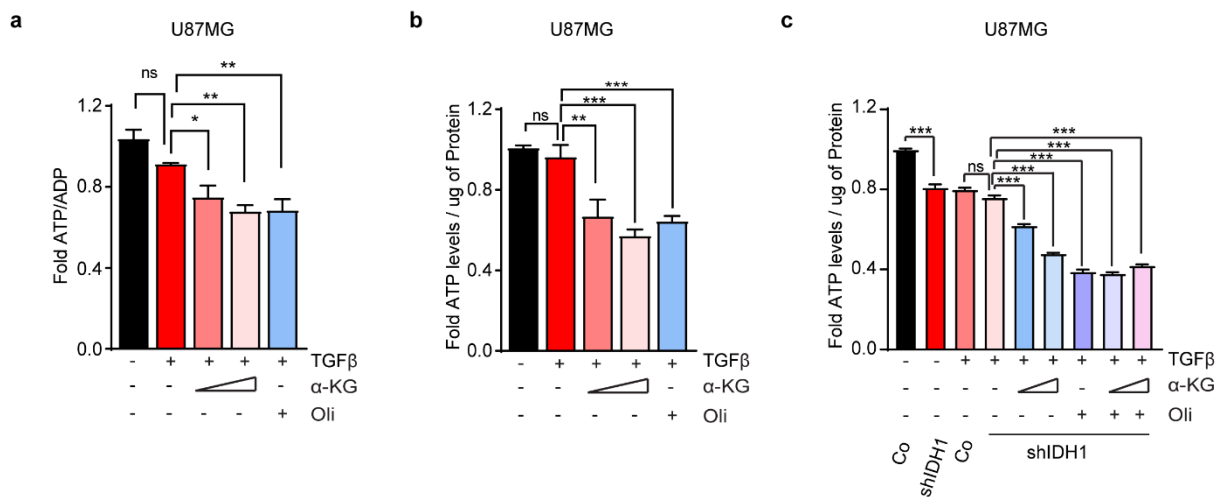 a
U87MG
Fold ATP/ADP
1.2
0.8
0.4
0.0
ns
*
**
**
- + + + + TGFβ
- - - α-KG
- - - - + Oli
b
U87MG
Fold ATP levels / ug of Protein
1.2
0.8
0.4
0.0
ns
**
***
***
- + + + + TGFβ
- - - α-KG
- - - - + Oli
c
U87MG
Fold ATP levels / ug of Protein
1.2
0.8
0.4
0.0
***
ns
***
***
***
***
***
- - + + + + + + + TGFβ
- - - - - α-KG
- - - - - - + + + Oli
Co
shIDH1
Co
shIDH1